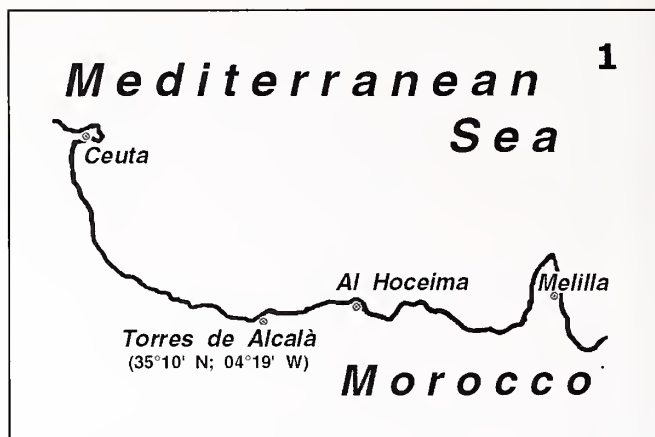 1
Mediterranean
Sea
Ceuta
Al Hoceima
Melilla
Torres de Alcalà
(35°10' N; 04°19' W)
Morocco